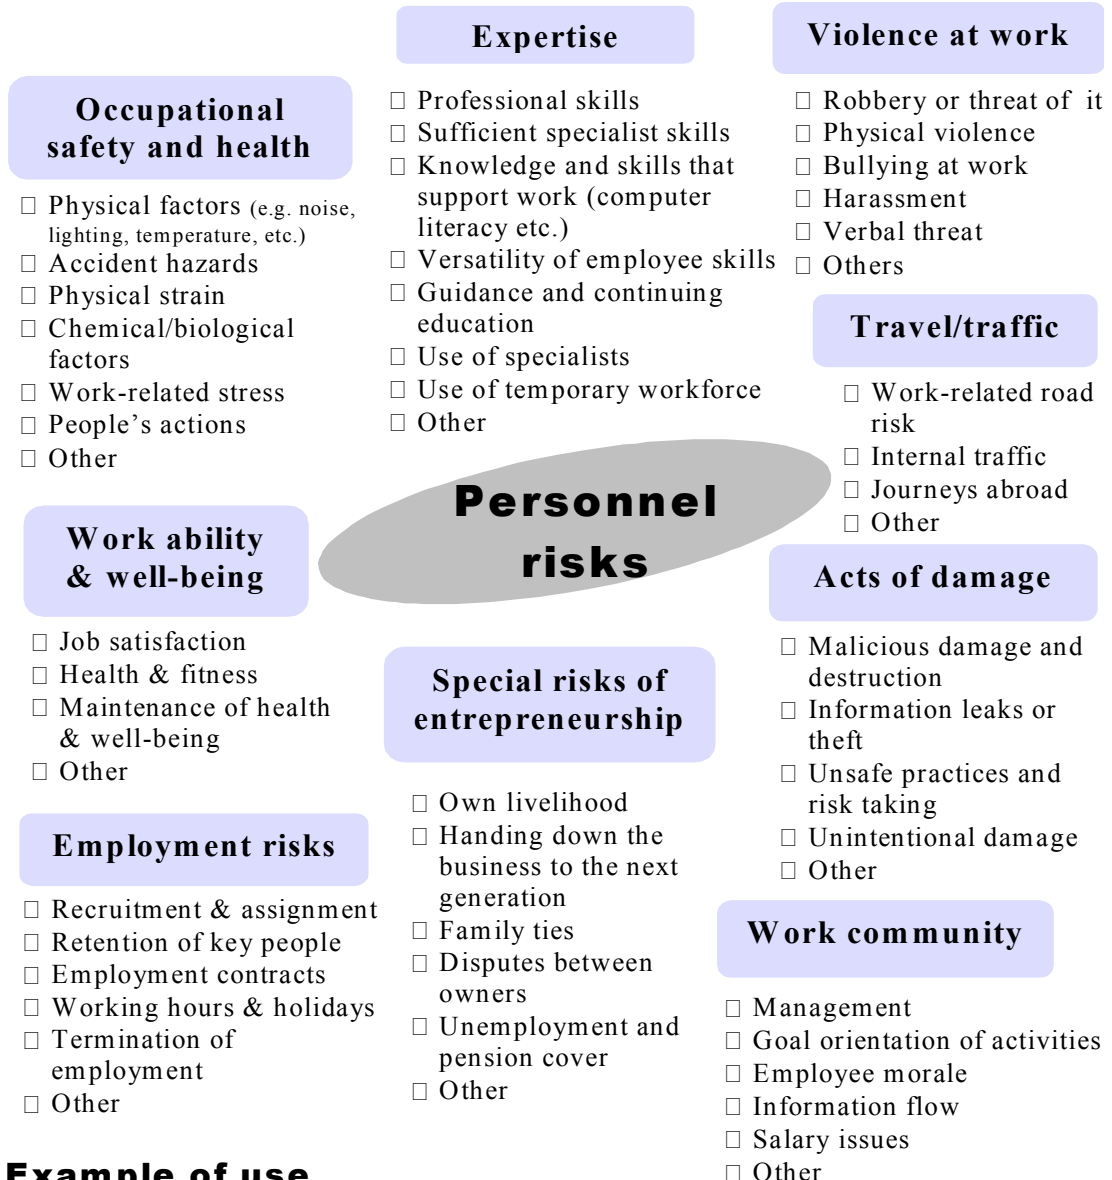 Expertise
□ Professional skills
□ Sufficient specialist skills
□ Knowledge and skills that
support work (computer
literacy etc.)
□ Versatility of employee skills
□ Guidance and continuing
education
□ Use of specialists
□ Use of temporary workforce
□ Other
Violence at work
□ Robbery or threat of it
□ Physical violence
□ Bullying at work
□ Harassment
□ Verbal threat
□ Others
Occupational
safety and health
□ Physical factors (e.g. noise,
lighting, temperature, etc.)
□ Accident hazards
□ Physical strain
□ Chemical/biological
factors
□ Work-related stress
□ People's actions
□ Other
Travel/traffic
□ Work-related road
risk
□ Internal traffic
□ Journeys abroad
□ Other
Personnel
risks
Work ability
& well-being
□ Job satisfaction
□ Health & fitness
□ Maintenance of health
& well-being
□ Other
Acts of damage
□ Malicious damage and
destruction
□ Information leaks or
theft
□ Unsafe practices and
risk taking
□ Unintentional damage
□ Other
Special risks of
entrepreneurship
□ Own livelihood
□ Handing down the
business to the next
generation
□ Family ties
□ Disputes between
owners
□ Unemployment and
pension cover
□ Other
Employment risks
□ Recruitment & assignment
□ Retention of key people
□ Employment contracts
□ Working hours & holidays
□ Termination of
employment
□ Other
Work community
□ Management
□ Goal orientation of activities
□ Employee morale
□ Information flow
□ Salary issues
□ Other
Example of use